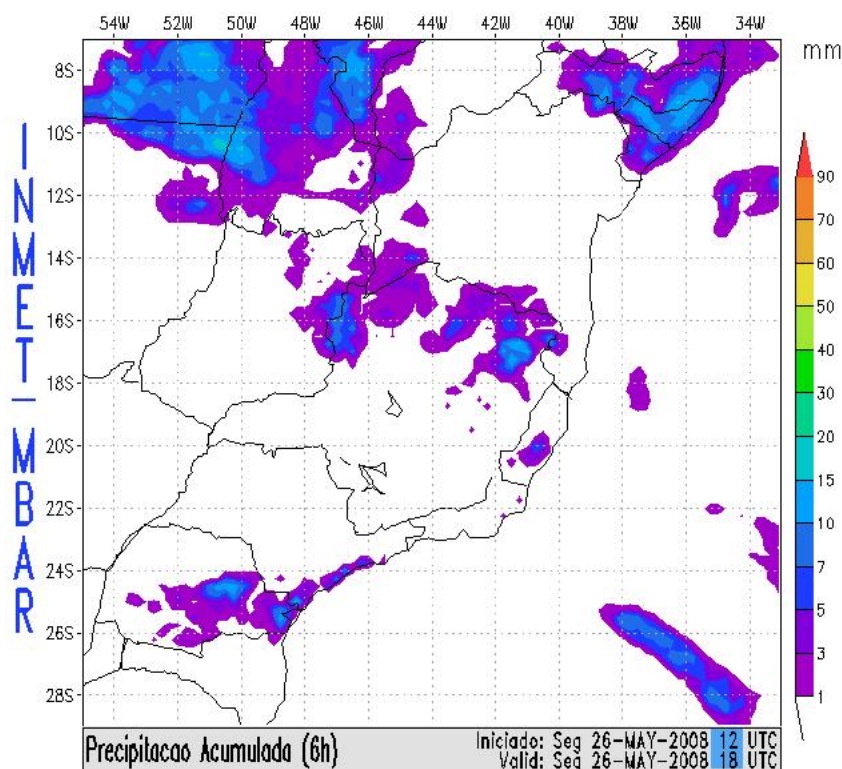 54W 52W 50W 48W 46W 44W 42W 40W 38W 36W 34W
mm
8S
10S
12S
14S
16S
18S
20S
22S
24S
26S
28S
INMET_MBAR
90
70
60
50
40
30
20
15
10
7
5
3
1
Precipitacao Acumulada (6h)
Iniciado: Seg 26-MAY-2008 12 UTC
Valid: Seg 26-MAY-2008 18 UTC